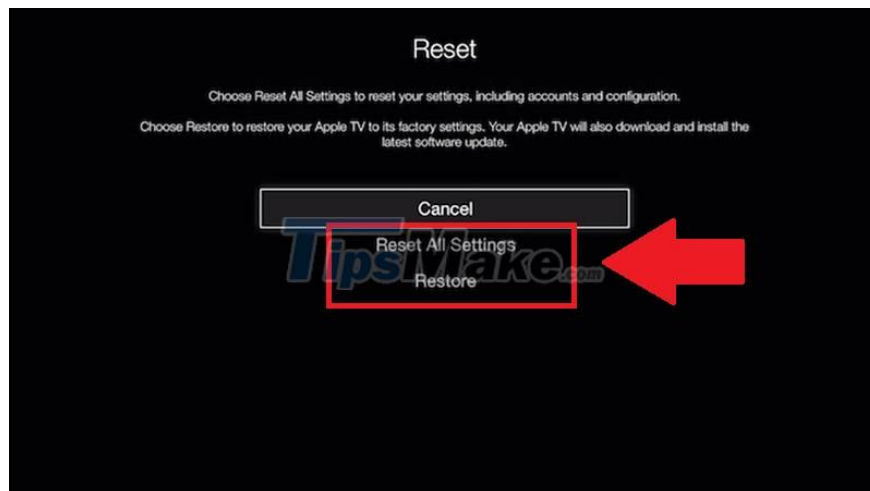 Reset
Choose Reset All Settings to reset your settings, including accounts and configuration.
Choose Restore to restore your Apple TV to its factory settings. Your Apple TV will also download and install the
latest software update.
Cancel
Reset All Settings
TipsMake.com
Restore